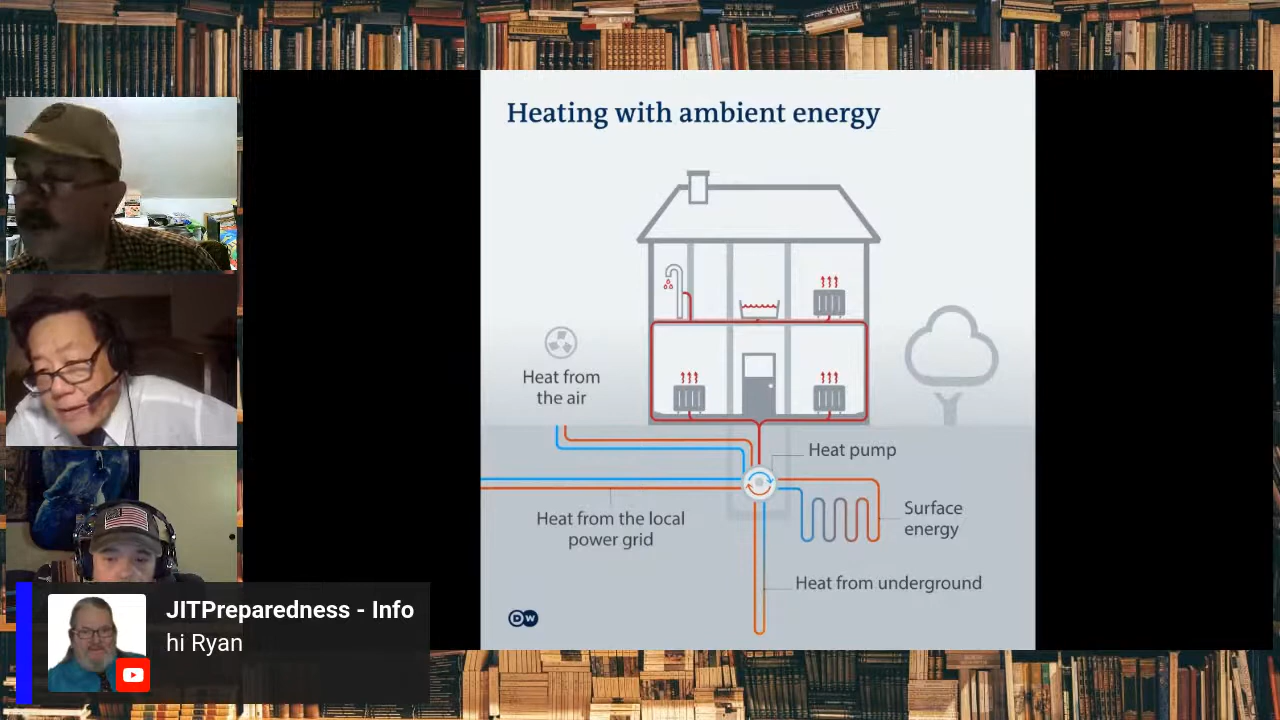 SCARLETT
Heating with ambient energy
Heat from
the air
Heat pump
Surface
energy
Heat from the local
power grid
Heat from underground
DW
JITPreparedness - Info
hi Ryan